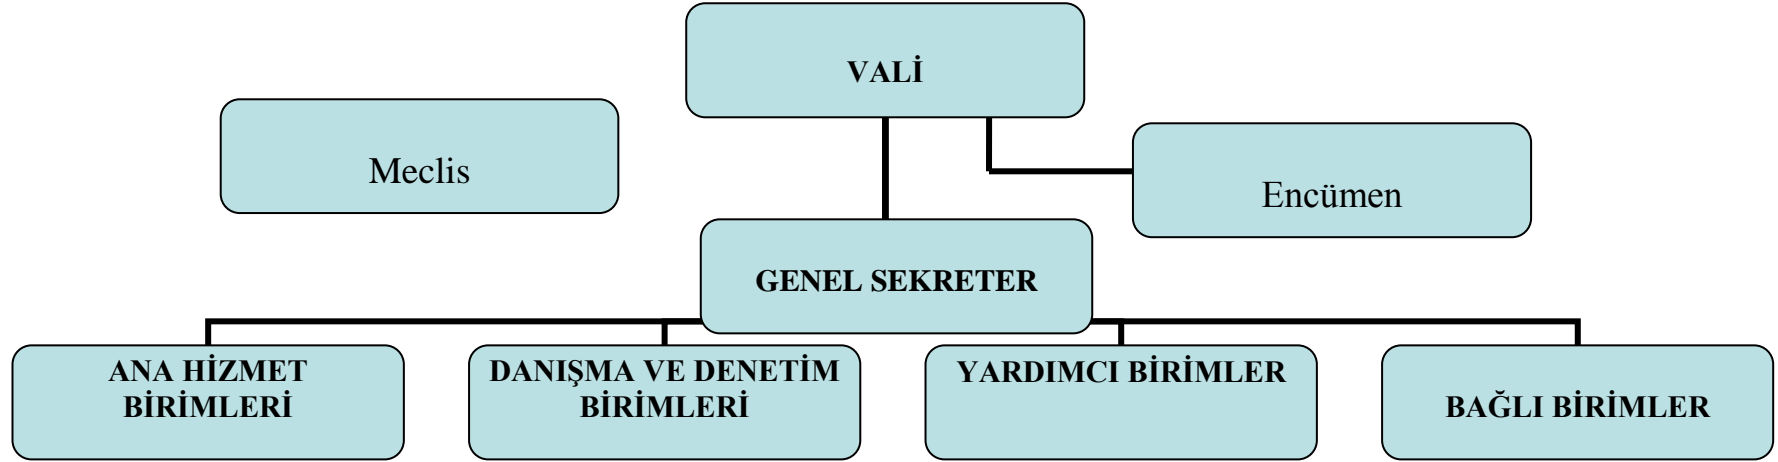 VALİ
Meclis
Encümen
GENEL SEKRETER
ANA HİZMET
BİRİMLERİ
DANIŞMA VE DENETİM
BİRİMLERİ
YARDIMCI BİRİMLER
BAĞLI BİRİMLER